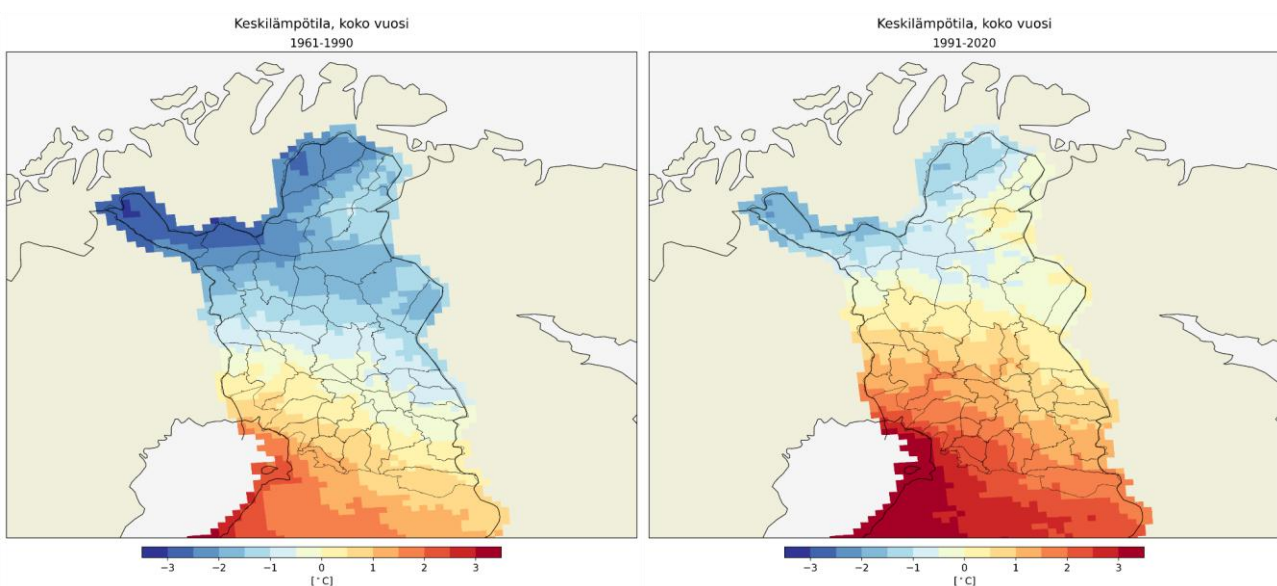 Keskilämpötila, koko vuosi
1961-1990
−3 −2 −1 0 1 2 3
[°C]
Keskilämpötila, koko vuosi
1991-2020
−3 −2 −1 0 1 2 3
[°C]